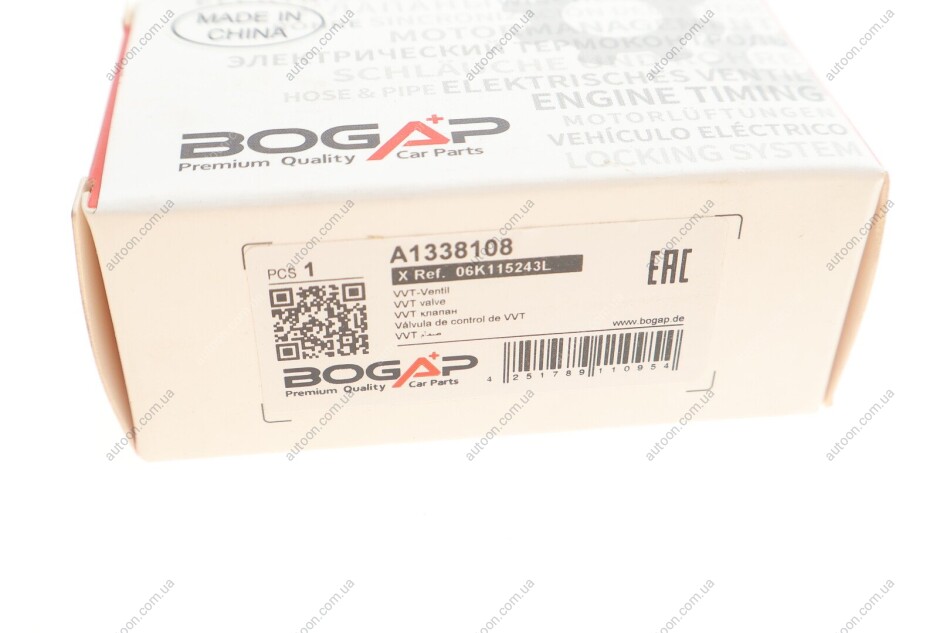 MADE IN
CHINA
ЭЛЕКТРИЧЕСКИЙ ТЕРМОКОНТРОЛЬ
SCHLÄUCHE
HOSE & PIPE ELEKTRISCHES VENTIL
ENGINE TIMING
MOTORLÜFTUNGEN
VEHÍCULO ELÉCTRICO
LOCKING SYSTEM
BOGAP
Premium Quality Car Parts
PCS 1
A1338108
X Ref. 06K115243L
EAC
VVT-Ventil
VVT valve
VVT клапан
Válvula de control de VVT
VVT صمام
www.bogap.de
BOGAP
Premium Quality Car Parts
4 251789 110954
autoon.com.ua